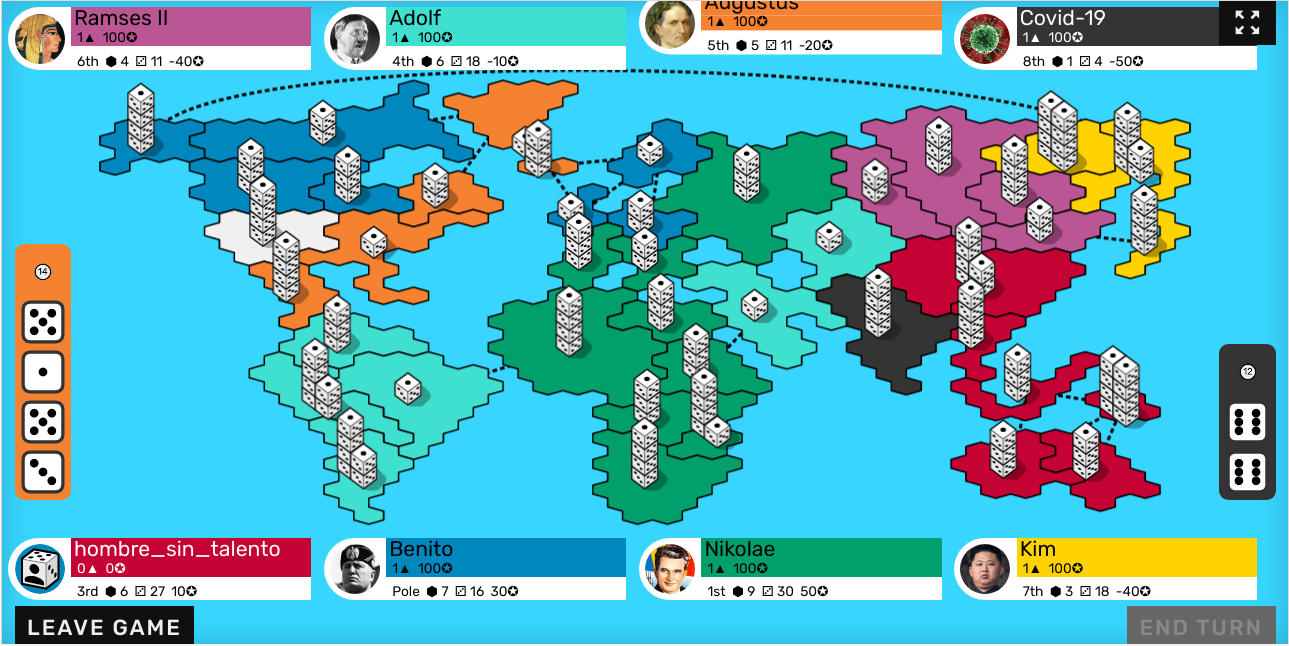 Ramses II
1▲ 100✪
6th ⬢ 4 ⚂ 11 -40✪
Adolf
1▲ 100✪
4th ⬢ 6 ⚂ 18 -10✪
Augustus
1▲ 100✪
5th ⬢ 5 ⚂ 11 -20✪
Covid-19
1▲ 100✪
8th ⬢ 1 ⚂ 4 -50✪
14
12
hombre_sin_talento
0▲ 0✪
3rd ⬢ 6 ⚂ 27 10✪
Benito
1▲ 100✪
Pole ⬢ 7 ⚂ 16 30✪
Nikolae
1▲ 100✪
1st ⬢ 9 ⚂ 30 50✪
Kim
1▲ 100✪
7th ⬢ 3 ⚂ 18 -40✪
LEAVE GAME
END TURN